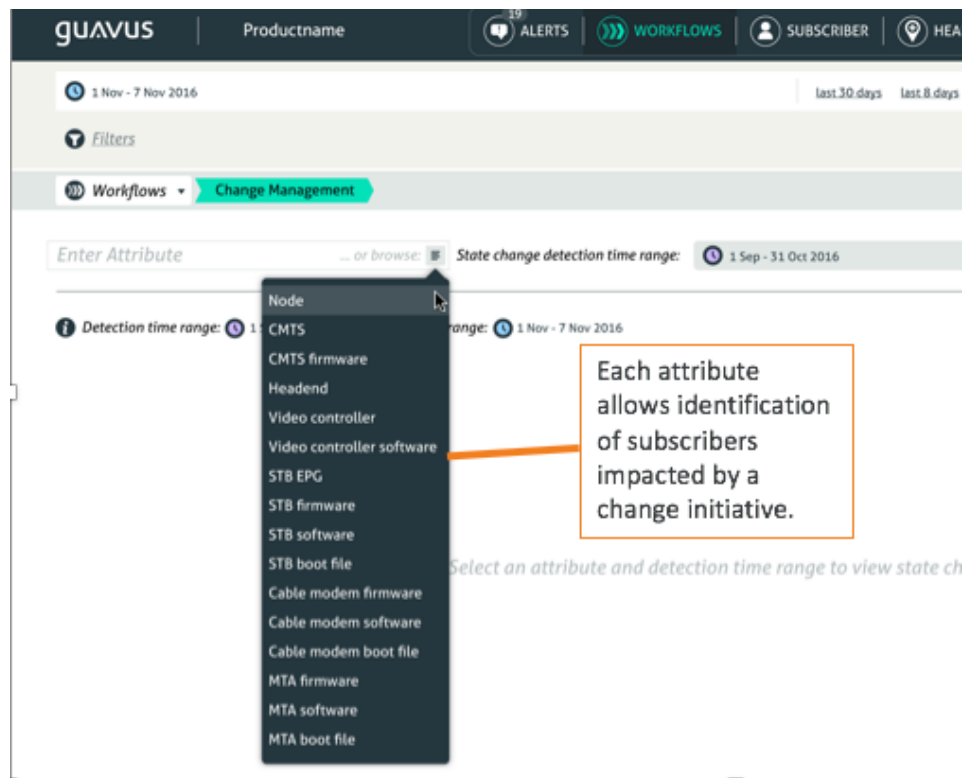 guavus
Productname
19
ALERTS
WORKFLOWS
SUBSCRIBER
HEA
1 Nov - 7 Nov 2016
last 30 days
last 8 days
Filters
Workflows
Change Management
Enter Attribute
... or browse:
State change detection time range:
1 Sep - 31 Oct 2016
Detection time range:
1 S
range:
1 Nov - 7 Nov 2016
Node
CMTS
CMTS firmware
Headend
Video controller
Video controller software
STB EPG
STB firmware
STB software
STB boot file
Cable modem firmware
Cable modem software
Cable modem boot file
MTA firmware
MTA software
MTA boot file
Each attribute
allows identification
of subscribers
impacted by a
change initiative.
Select an attribute and detection time range to view state ch